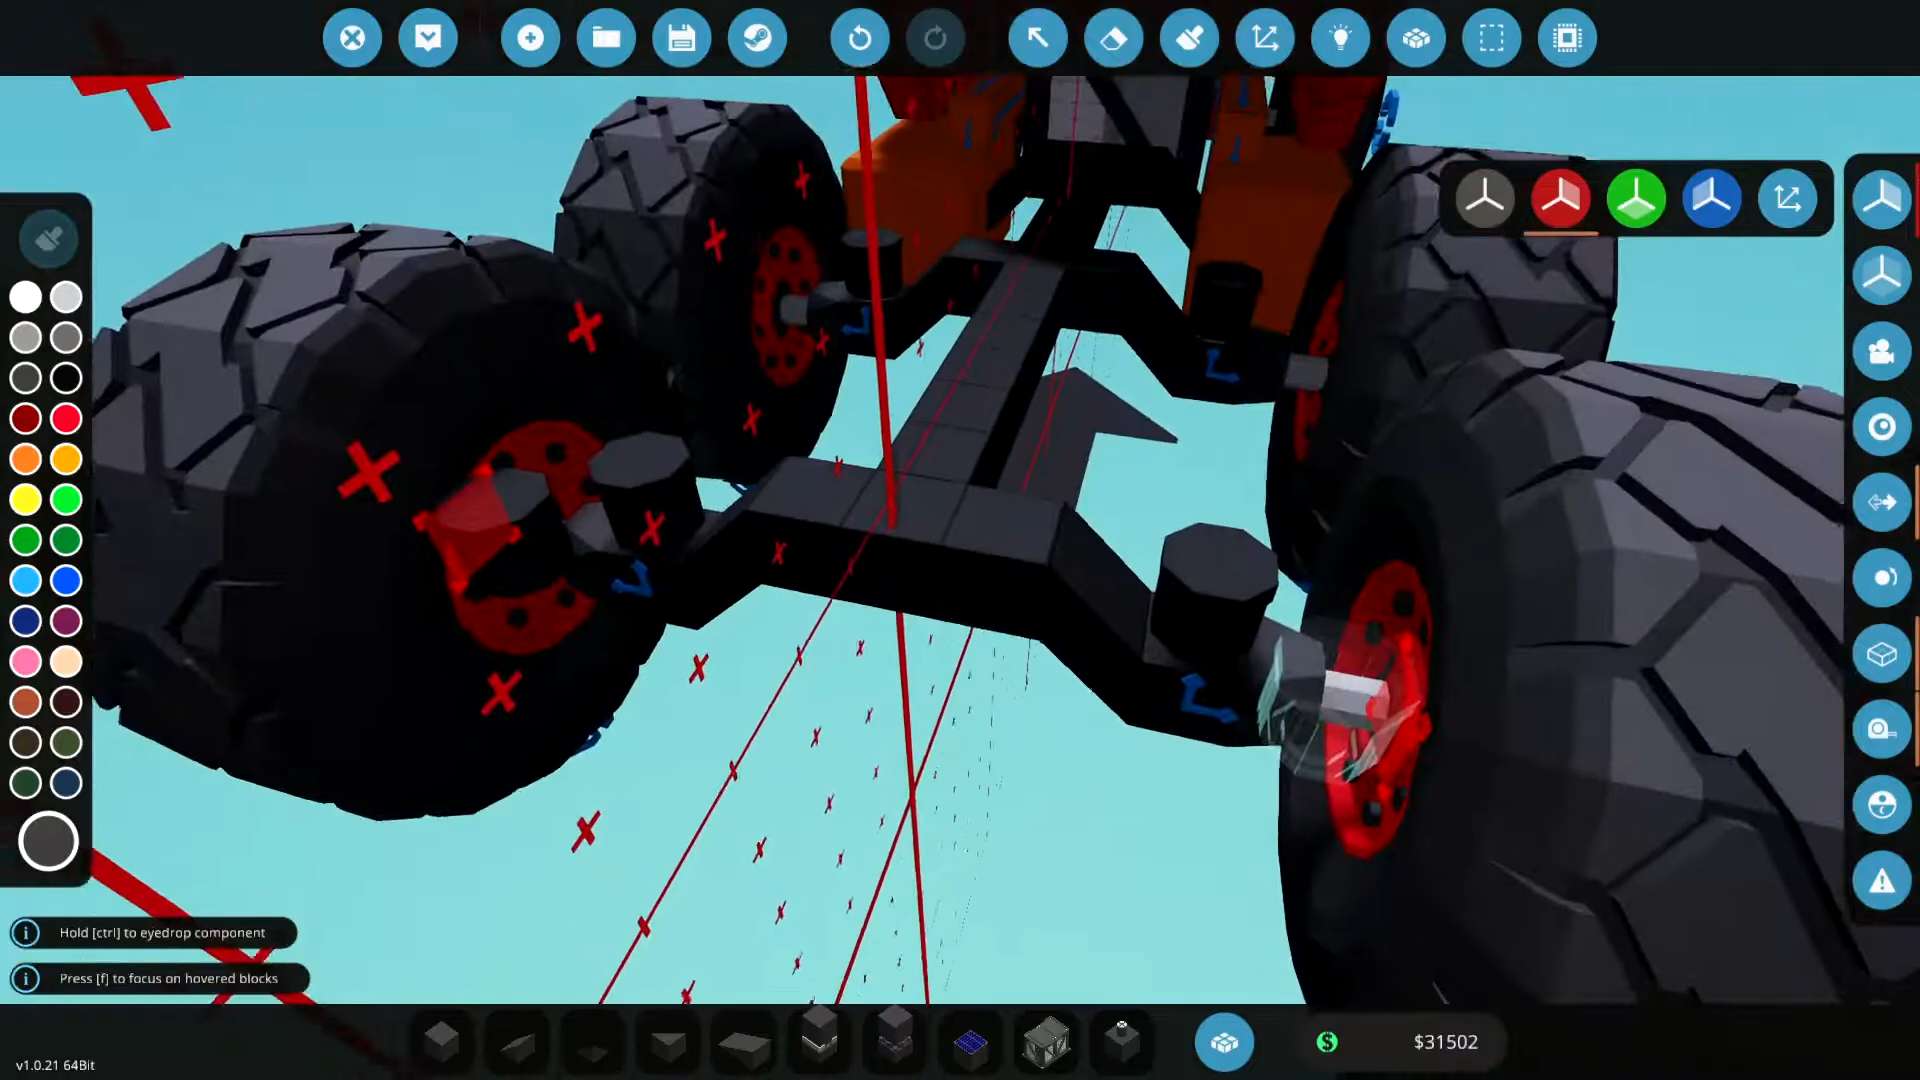 Hold [ctrl] to eyedrop component
Press [f] to focus on hovered blocks
$31502
v1.0.21 64Bit